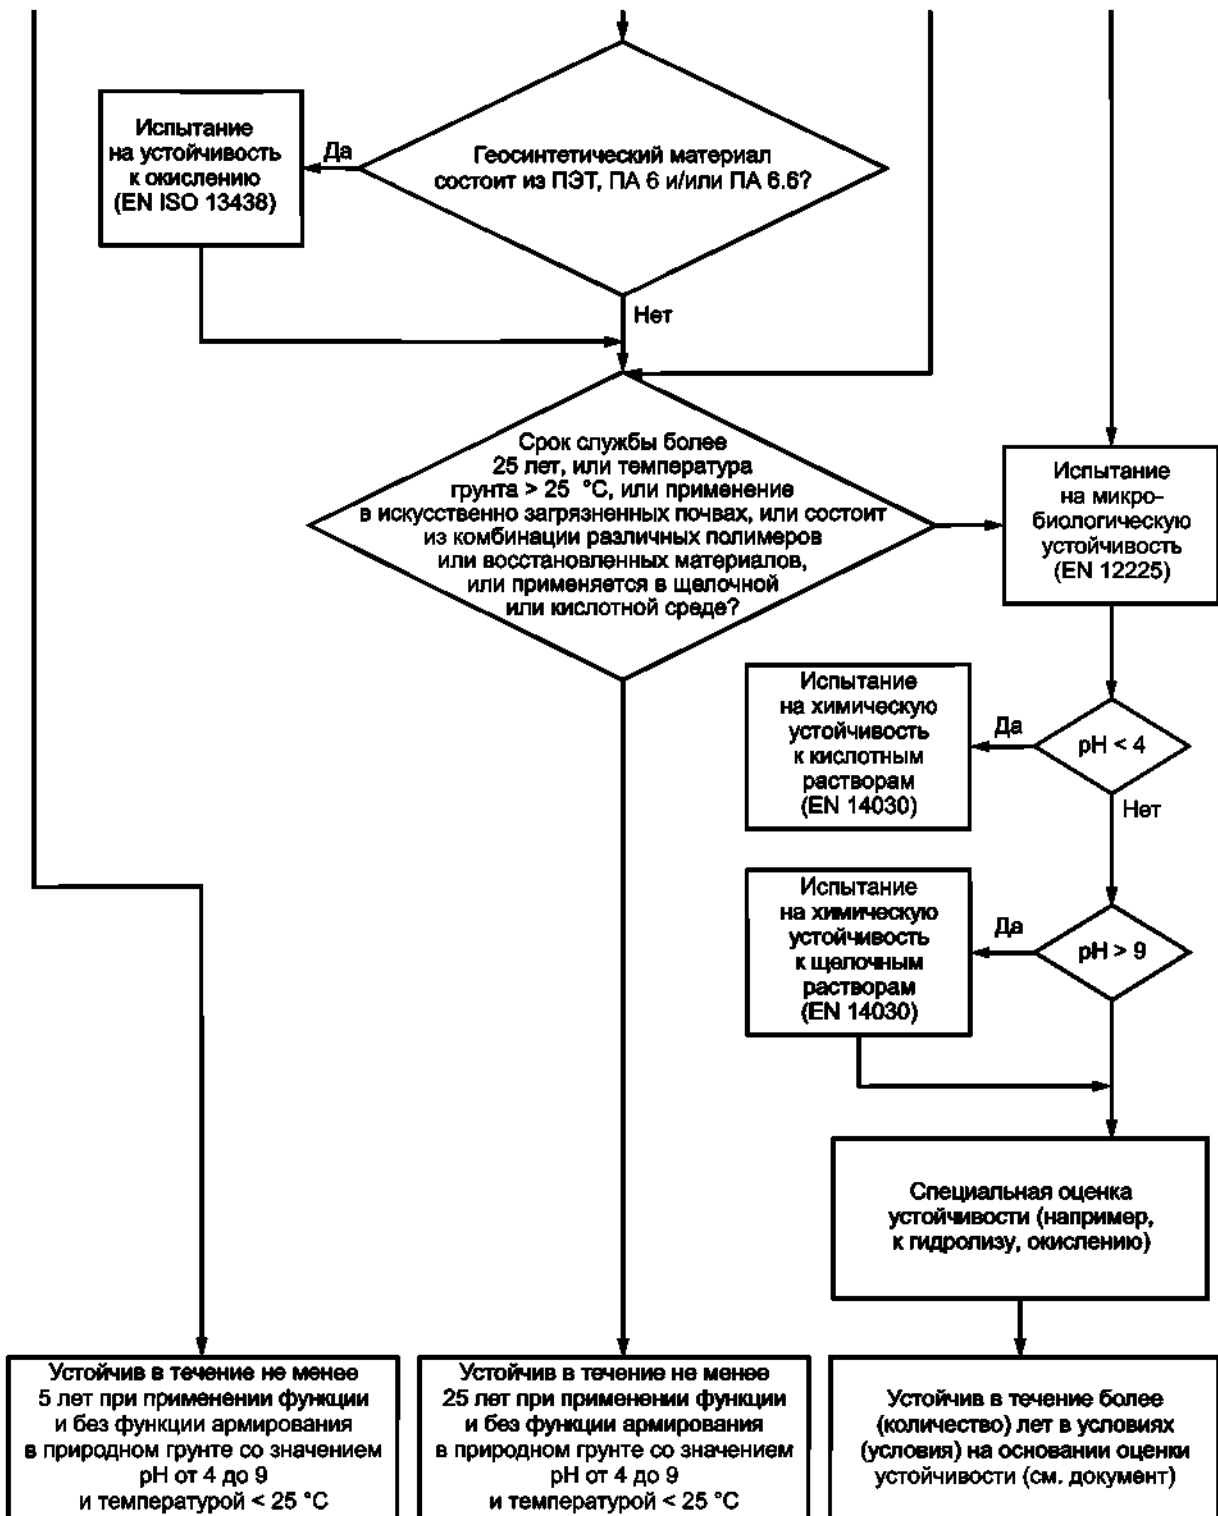 Испытание
на устойчивость
к окислению
(EN ISO 13438)
Да
Геосинтетический материал
состоит из ПЭТ, ПА 6 и/или ПА 6.6?
Нет
Срок службы более
25 лет, или температура
грунта > 25 °C, или применение
в искусственно загрязненных почвах, или состоит
из комбинации различных полимеров
или восстановленных материалов,
или применяется в щелочной
или кислотной среде?
Испытание
на микро-
биологическую
устойчивость
(EN 12225)
Испытание
на химическую
устойчивость
к кислотным
растворам
(EN 14030)
Да
pH < 4
Нет
Испытание
на химическую
устойчивость
к щелочным
растворам
(EN 14030)
Да
pH > 9
Специальная оценка
устойчивости (например,
к гидролизу, окислению)
Устойчив в течение не менее
5 лет при применении функции
и без функции армирования
в природном грунте со значением
pH от 4 до 9
и температурой < 25 °C
Устойчив в течение не менее
25 лет при применении функции
и без функции армирования
в природном грунте со значением
pH от 4 до 9
и температурой < 25 °C
Устойчив в течение более
(количество) лет в условиях
(условия) на основании оценки
устойчивости (см. документ)